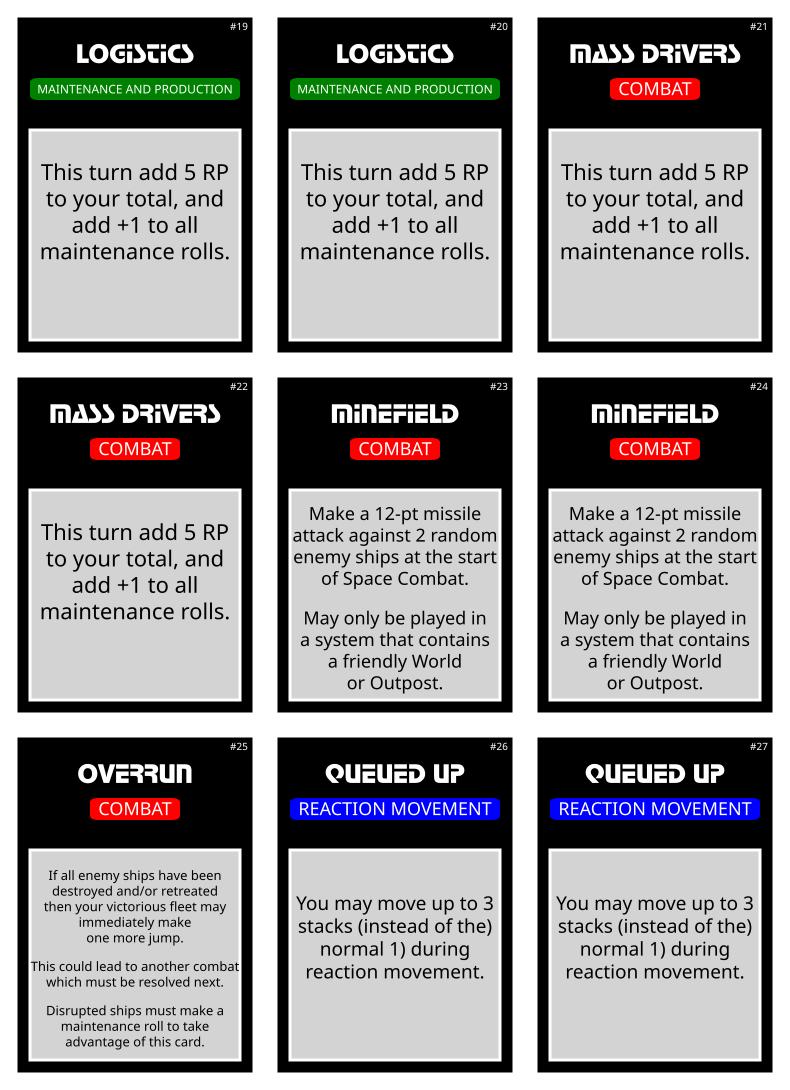 #19
LOGISTICS
MAINTENANCE AND PRODUCTION
This turn add 5 RP
to your total, and
add +1 to all
maintenance rolls.
#20
LOGISTICS
MAINTENANCE AND PRODUCTION
This turn add 5 RP
to your total, and
add +1 to all
maintenance rolls.
#21
MASS DRIVERS
COMBAT
This turn add 5 RP
to your total, and
add +1 to all
maintenance rolls.
#22
MASS DRIVERS
COMBAT
This turn add 5 RP
to your total, and
add +1 to all
maintenance rolls.
#23
MINEFIELD
COMBAT
Make a 12-pt missile
attack against 2 random
enemy ships at the start
of Space Combat.
May only be played in
a system that contains
a friendly World
or Outpost.
#24
MINEFIELD
COMBAT
Make a 12-pt missile
attack against 2 random
enemy ships at the start
of Space Combat.
May only be played in
a system that contains
a friendly World
or Outpost.
#25
OVERRUN
COMBAT
If all enemy ships have been
destroyed and/or retreated
then your victorious fleet may
immediately make
one more jump.
This could lead to another combat
which must be resolved next.
Disrupted ships must make a
maintenance roll to take
advantage of this card.
#26
QUEUED UP
REACTION MOVEMENT
You may move up to 3
stacks (instead of the)
normal 1) during
reaction movement.
#27
QUEUED UP
REACTION MOVEMENT
You may move up to 3
stacks (instead of the)
normal 1) during
reaction movement.